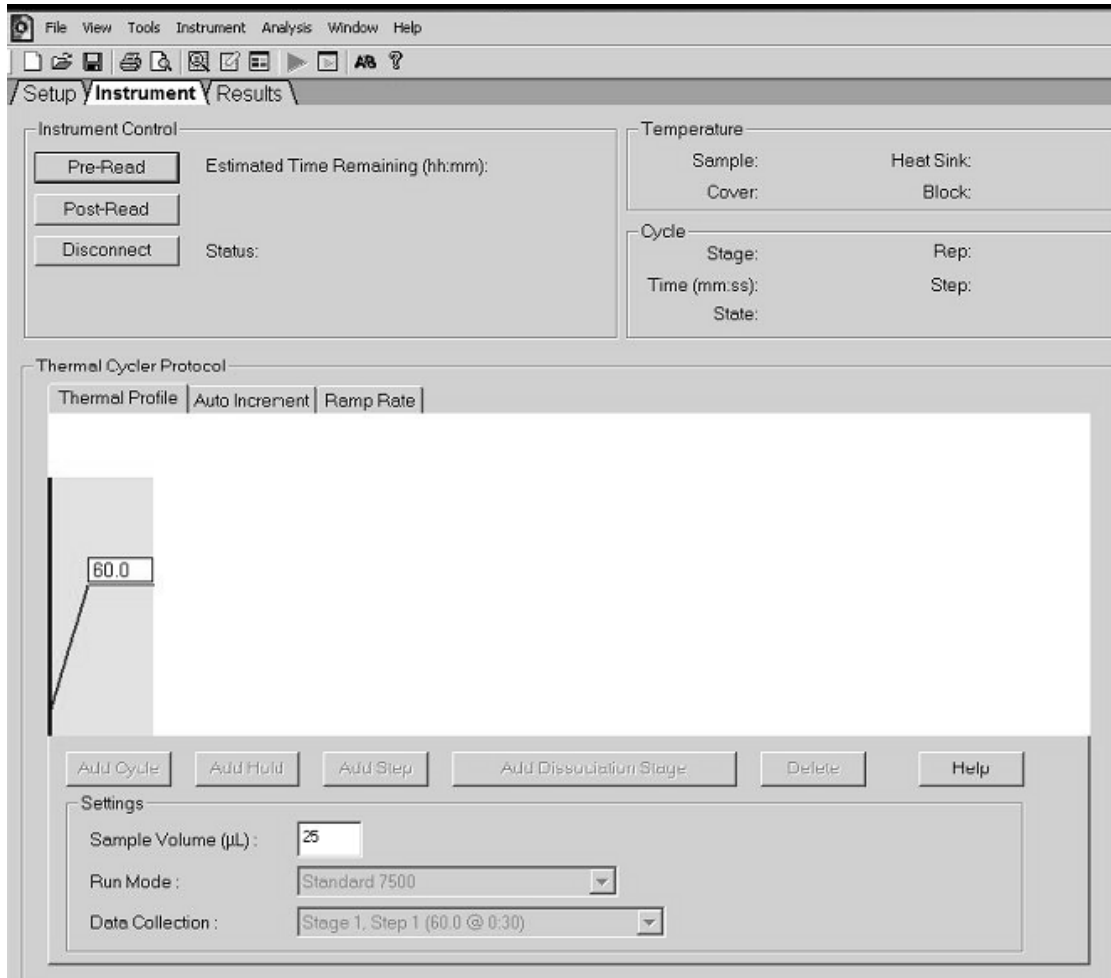 File View Tools Instrument Analysis Window Help
Setup Instrument Results
Instrument Control
Pre-Read
Estimated Time Remaining (hh:mm):
Post-Read
Disconnect
Status:
Temperature
Sample: Heat Sink:
Cover: Block:
Cycle
Stage: Rep:
Time (mm:ss): Step:
State:
Thermal Cycler Protocol
Thermal Profile Auto Increment Ramp Rate
60.0
Add Cycle Add Hold Add Step Add Dissociation Stage Delete Help
Settings
Sample Volume (µL) : 25
Run Mode : Standard 7500
Data Collection : Stage 1, Step 1 (60.0 @ 0:30)